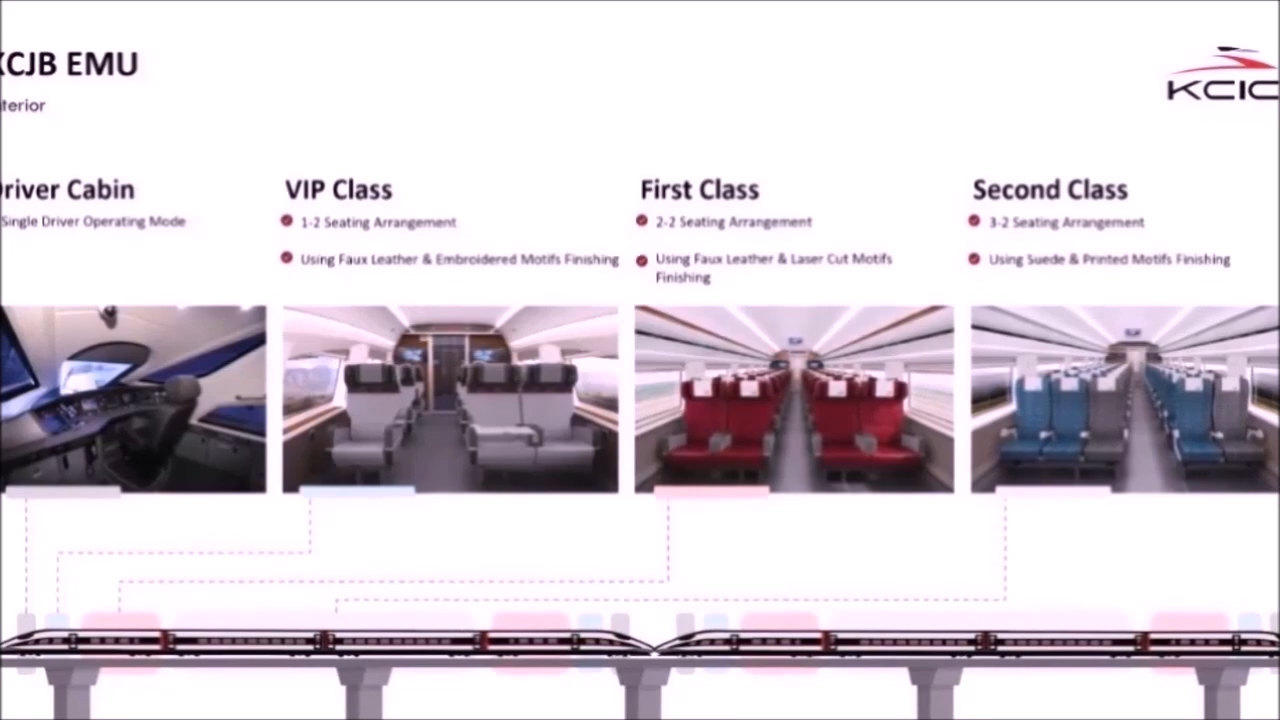 KCJB EMU
nterior
KCIC
Driver Cabin
Single Driver Operating Mode
VIP Class
1-2 Seating Arrangement
Using Faux Leather & Embroidered Motifs Finishing
First Class
2-2 Seating Arrangement
Using Faux Leather & Laser Cut Motifs
Finishing
Second Class
3-2 Seating Arrangement
Using Suede & Printed Motifs Finishing